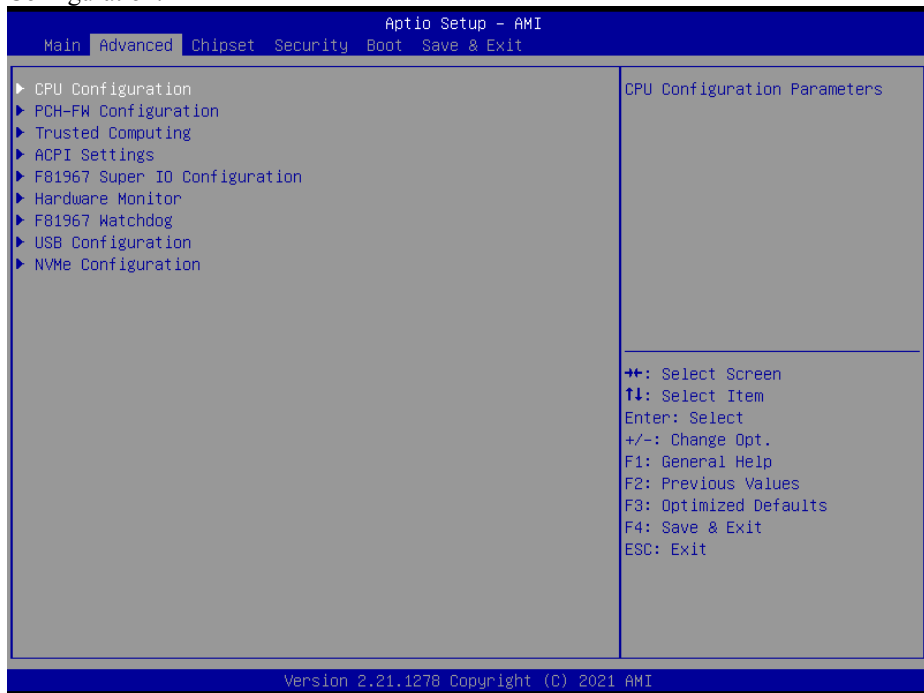 Aptio Setup – AMI
Main Advanced Chipset Security Boot Save & Exit
▶ CPU Configuration
▶ PCH-FW Configuration
▶ Trusted Computing
▶ ACPI Settings
▶ F81967 Super IO Configuration
▶ Hardware Monitor
▶ F81967 Watchdog
▶ USB Configuration
▶ NVMe Configuration
CPU Configuration Parameters
→←: Select Screen
↑↓: Select Item
Enter: Select
+/-: Change Opt.
F1: General Help
F2: Previous Values
F3: Optimized Defaults
F4: Save & Exit
ESC: Exit
Version 2.21.1278 Copyright (C) 2021 AMI